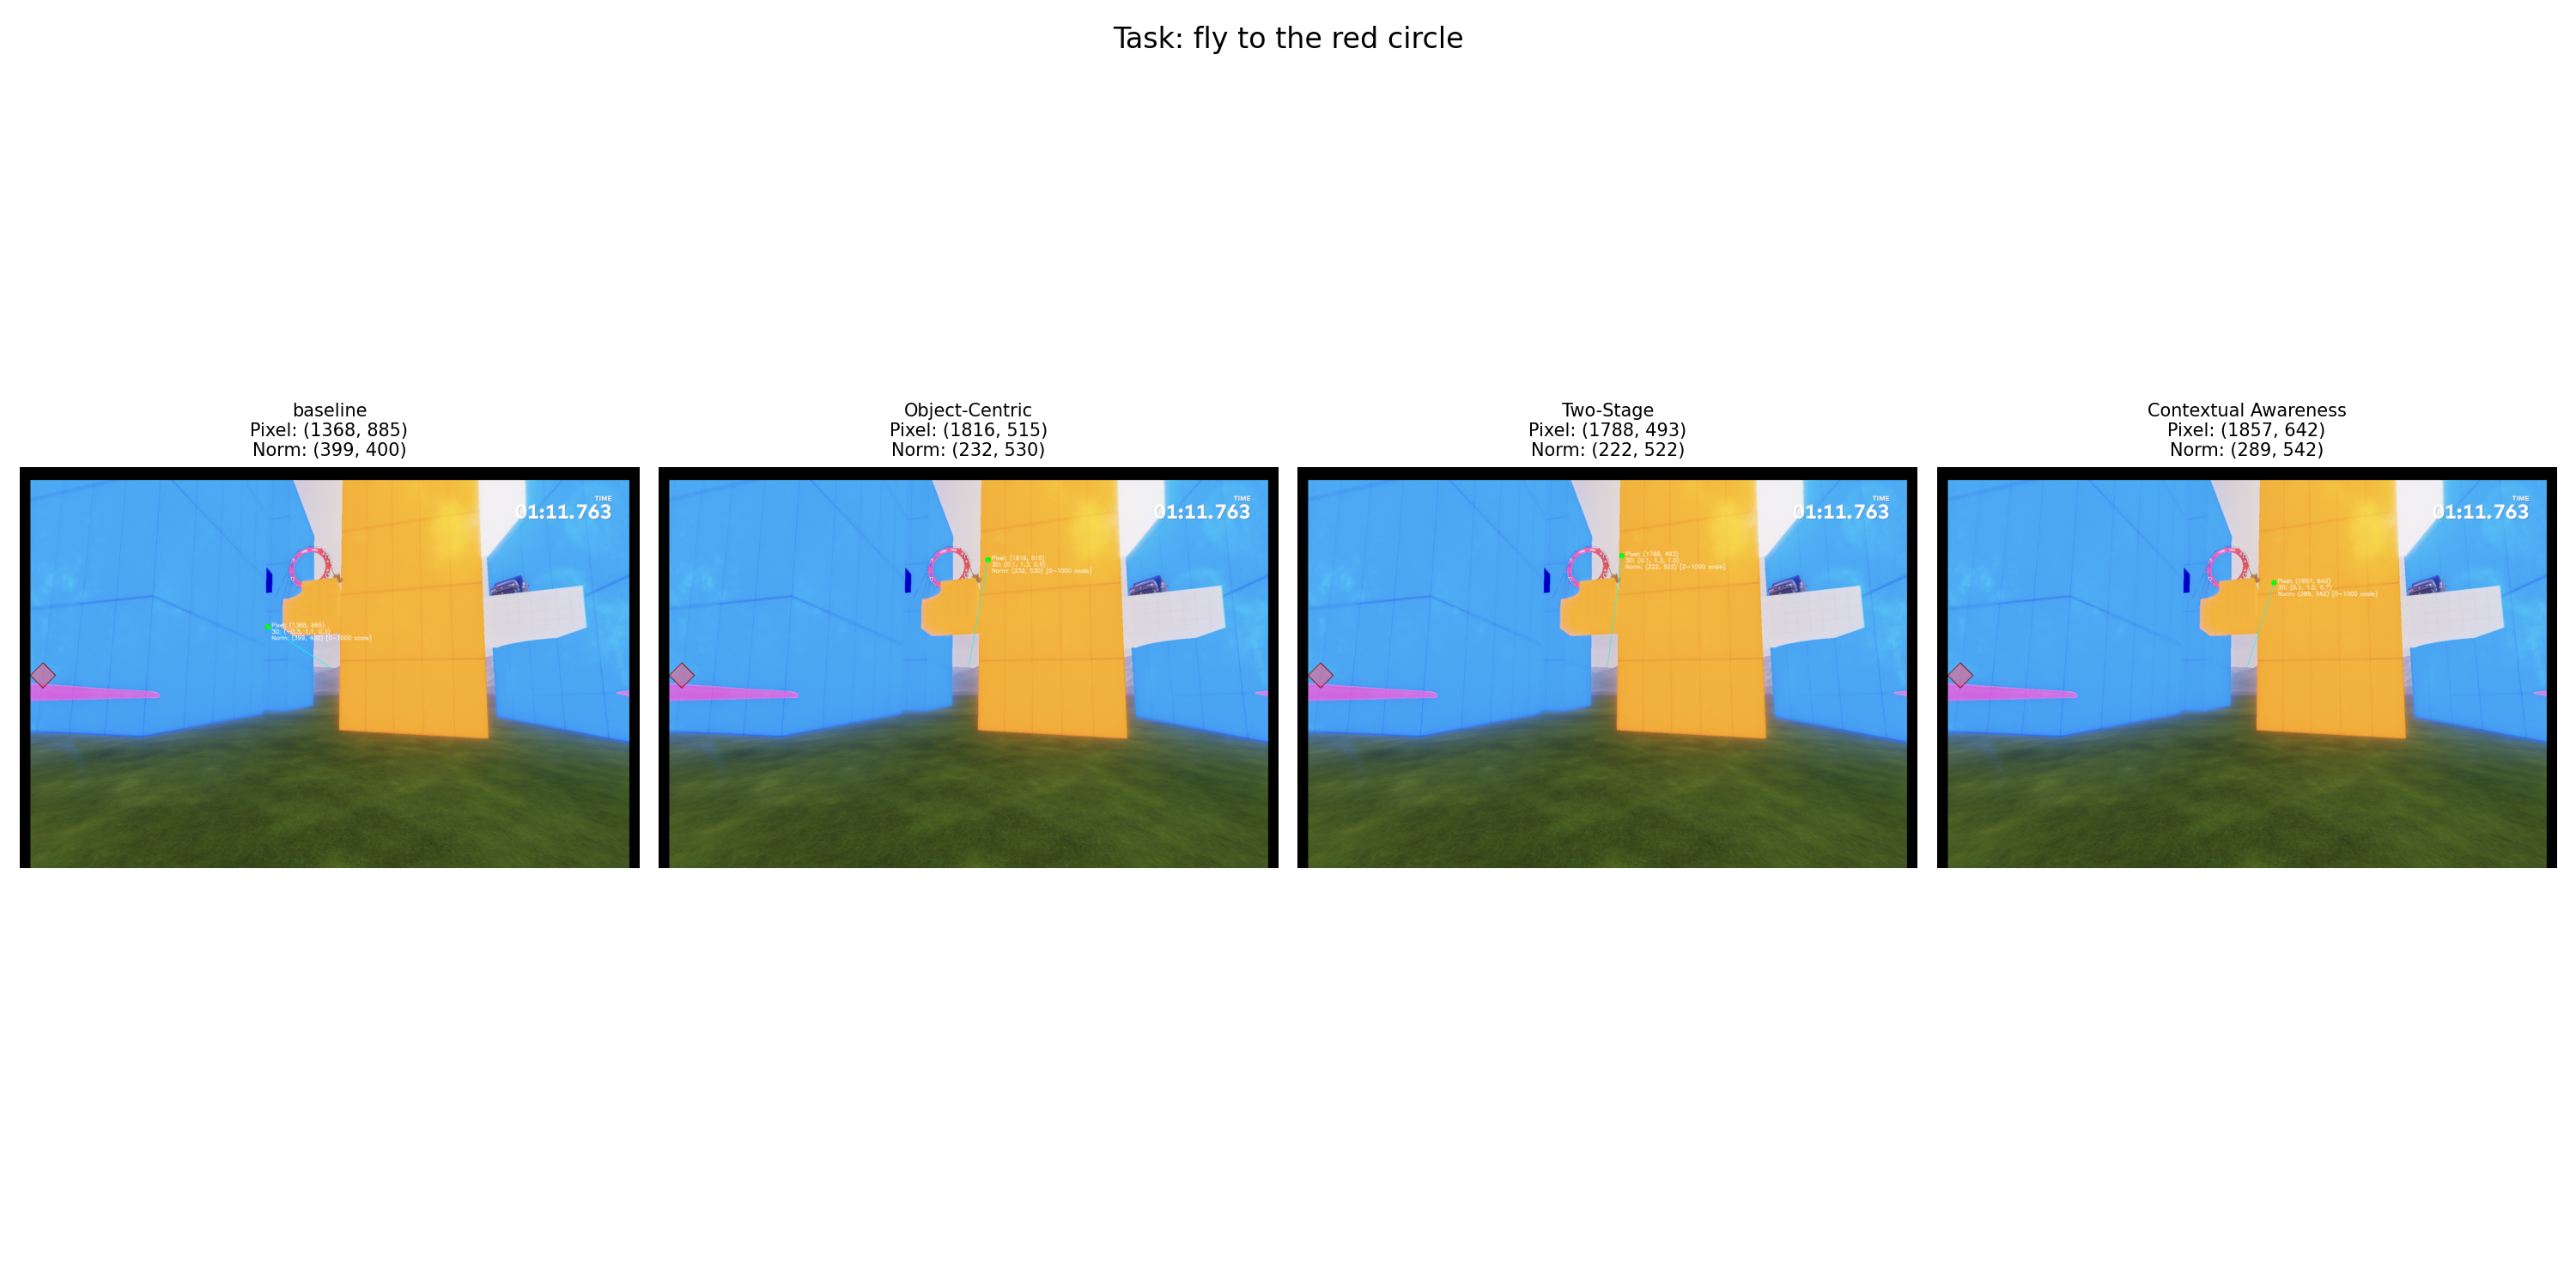 Task: fly to the red circle
baseline
Pixel: (1368, 885)
Norm: (399, 400)
TIME
01:11.763
Pixel: (1368, 885)
Norm: (399, 400) [0~1000 scale]
Object-Centric
Pixel: (1816, 515)
Norm: (232, 530)
TIME
01:11.763
Pixel: (1816, 515)
3D: (0.1, 1.3, 0.9)
Norm: (232, 530) [0~1000 scale]
Two-Stage
Pixel: (1788, 493)
Norm: (222, 522)
TIME
01:11.763
Pixel: (1788, 493)
3D: (0.1, 1.3, 1.0)
Norm: (222, 522) [0~1000 scale]
Contextual Awareness
Pixel: (1857, 642)
Norm: (289, 542)
TIME
01:11.763
Pixel: (1857, 642)
3D: (0.1, 1.2, 0.7)
Norm: (289, 542) [0~1000 scale]